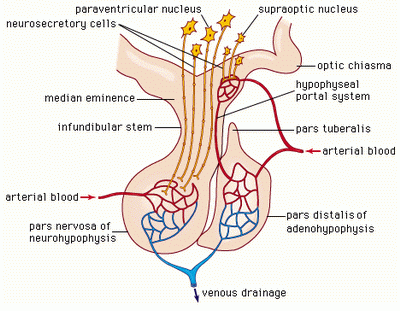 paraventricular nucleus
supraoptic nucleus
neurosecretory cells
optic chiasma
median eminence
hypophyseal
portal system
infundibular stem
pars tuberalis
arterial blood
arterial blood
pars nervosa of
neurohypophysis
pars distalis of
adenohypophysis
venous drainage